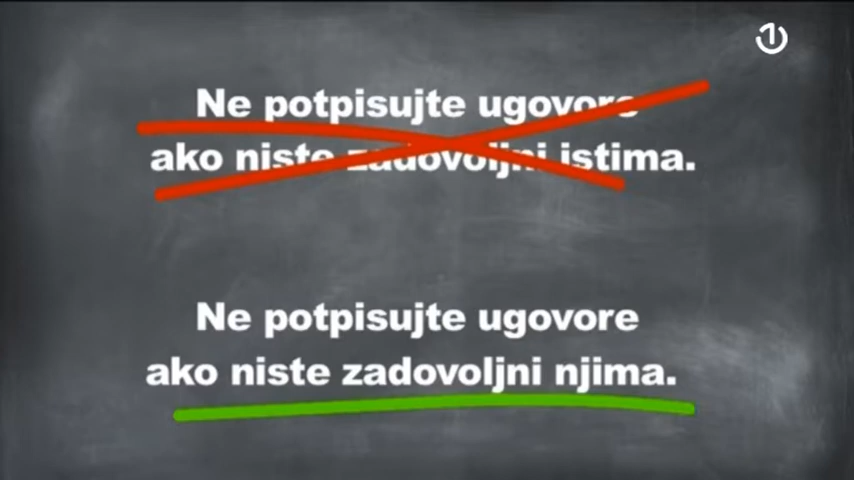 Ne potpisujte ugovore
ako niste zadovoljni istima.
Ne potpisujte ugovore
ako niste zadovoljni njima.